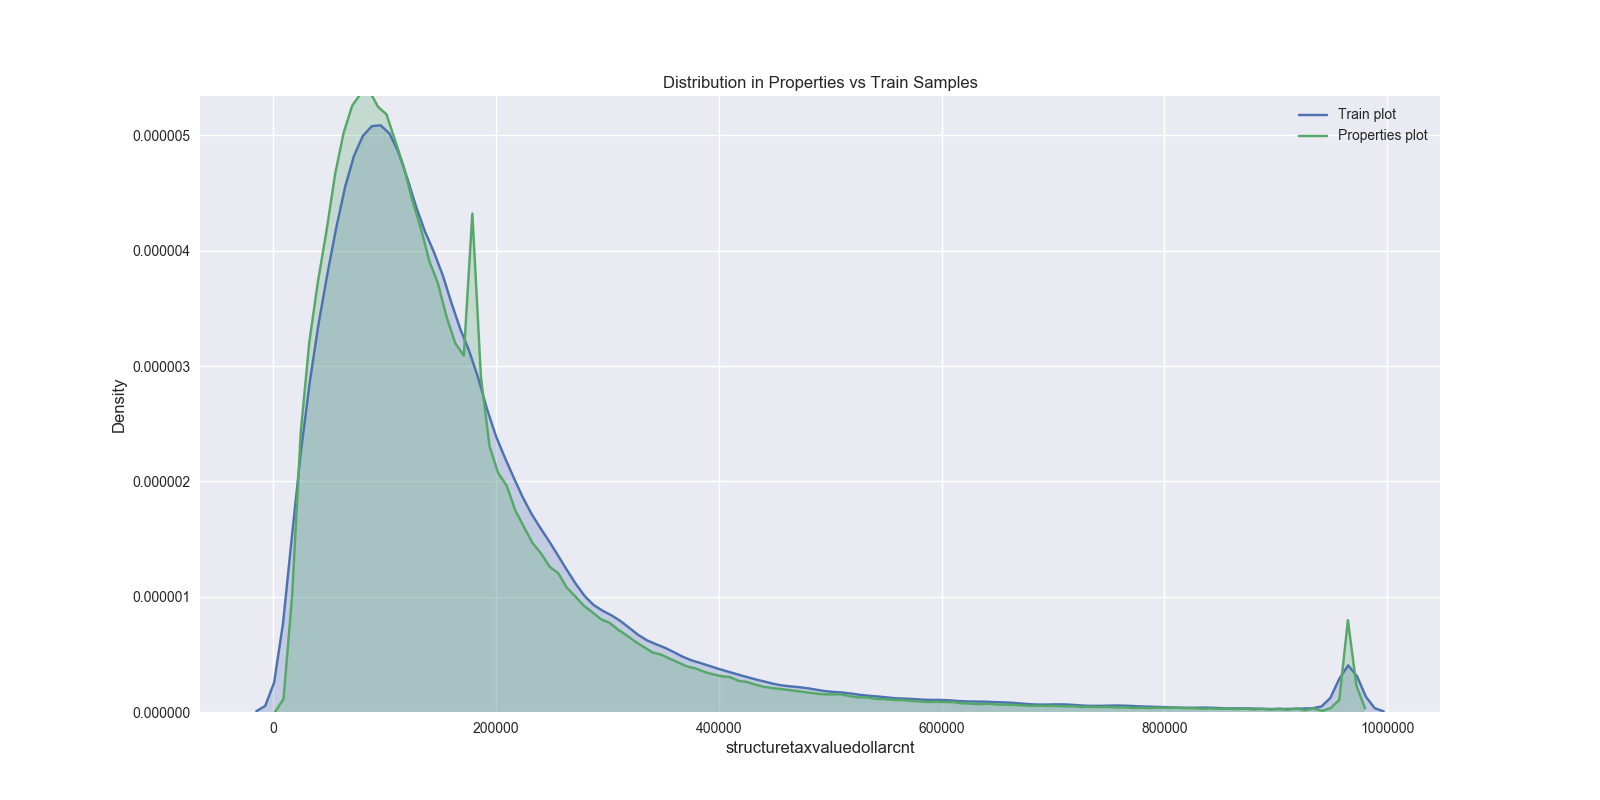 Distribution in Properties vs Train Samples
Train plot
Properties plot
0.000005
0.000004
0.000003
0.000002
0.000001
0.000000
Density
0 200000 400000 600000 800000 1000000
structuretaxvaluedollarcnt